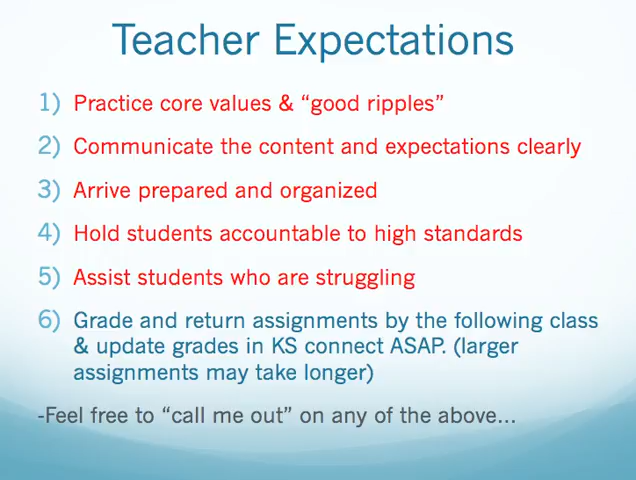 Teacher Expectations
1) Practice core values & “good ripples”
2) Communicate the content and expectations clearly
3) Arrive prepared and organized
4) Hold students accountable to high standards
5) Assist students who are struggling
6) Grade and return assignments by the following class
& update grades in KS connect ASAP. (larger
assignments may take longer)
-Feel free to “call me out” on any of the above...